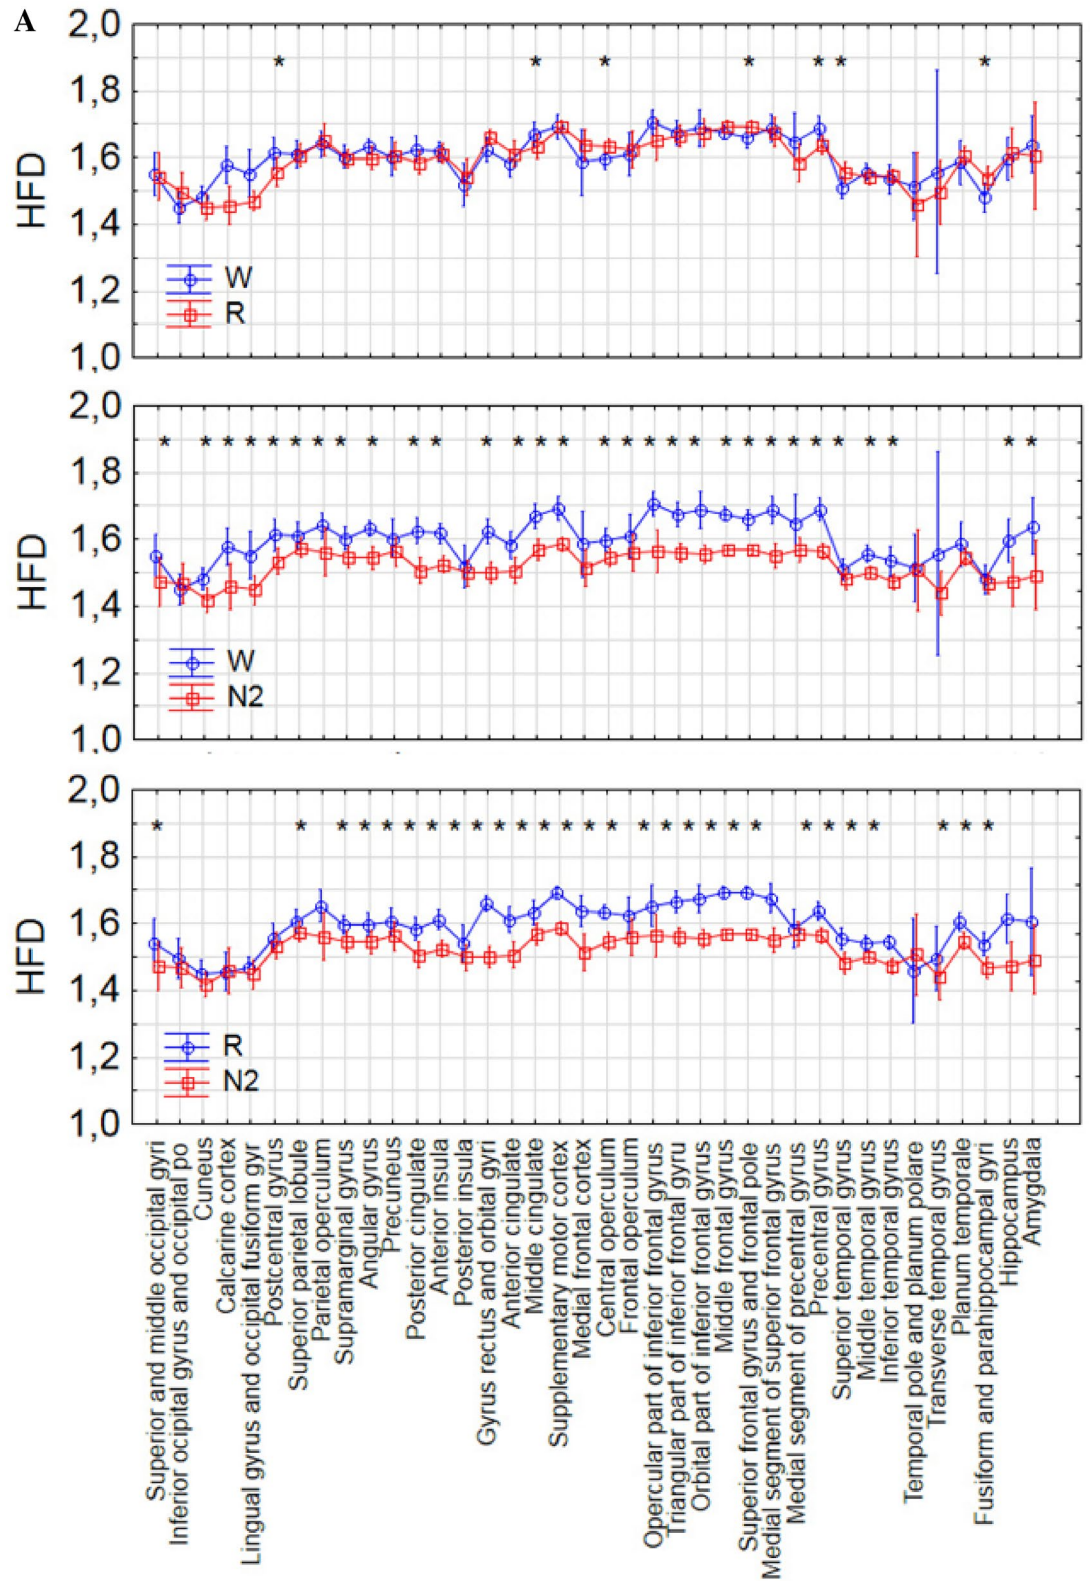 A
2,0
1,8
1,6
1,4
1,2
1,0
HFD
* * * * * * *
W
R
2,0
1,8
1,6
1,4
1,2
1,0
HFD
* * * * * * * * * * * * * * * * * * * * * * * * * * * * * *
W
N2
2,0
1,8
1,6
1,4
1,2
1,0
HFD
* * * * * * * * * * * * * * * * * * * * * * * * * * * *
R
N2
Superior and middle occipital gyri
Inferior ocipital gyrus and occipital po
Cuneus
Calcarine cortex
Lingual gyrus and occipital fusiform gyr
Postcentral gyrus
Superior parietal lobule
Parietal operculum
Supramarginal gyrus
Angular gyrus
Precuneus
Posterior cingulate
Anterior insula
Posterior insula
Gyrus rectus and orbital gyri
Anterior cingulate
Middle cingulate
Supplementary motor cortex
Medial frontal cortex
Central operculum
Frontal operculum
Opercular part of inferior frontal gyrus
Triangular part of inferior frontal gyru
Orbital part of inferior frontal gyrus
Middle frontal gyrus
Superior frontal gyrus and frontal pole
Medial segment of superior frontal gyrus
Medial segment of precentral gyrus
Precentral gyrus
Superior temporal gyrus
Middle temporal gyrus
Inferior temporal gyrus
Temporal pole and planum polare
Transverse temporal gyrus
Planum temporale
Fusiform and parahippocampal gyri
Hippocampus
Amygdala